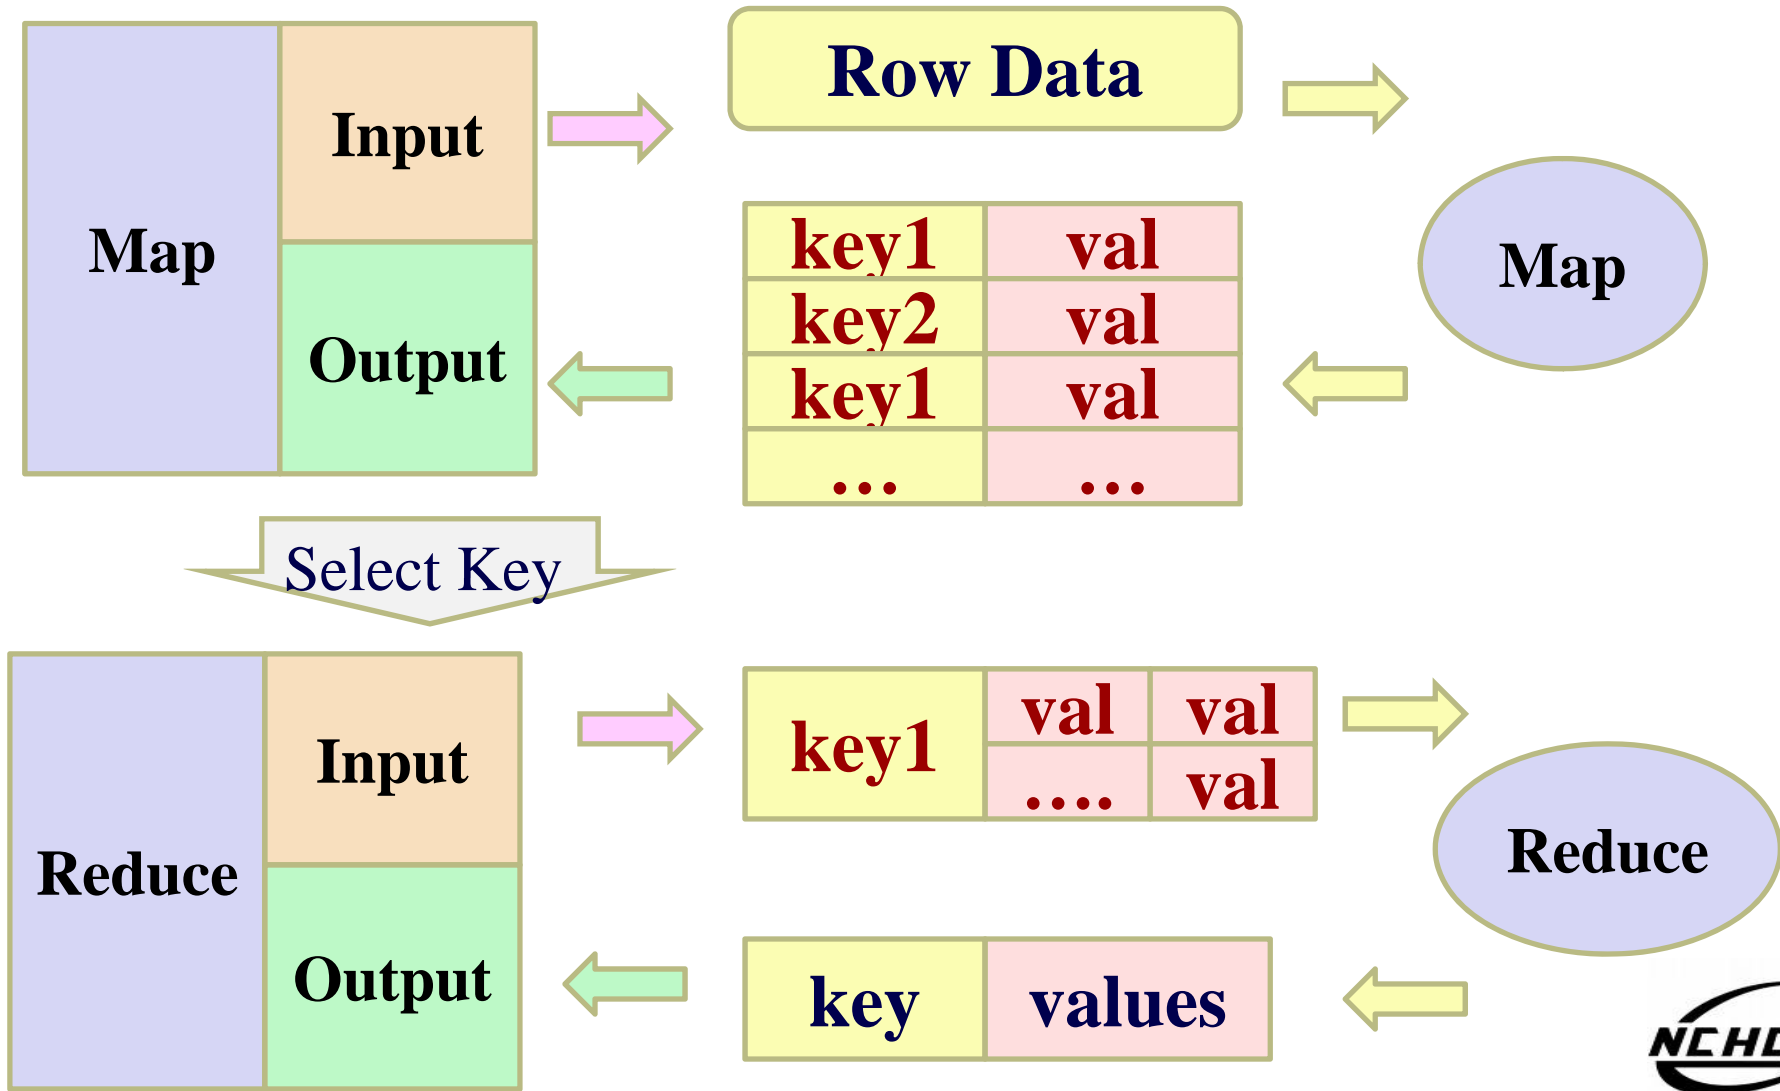 Map
Input
Output
Row Data
key1 val
key2 val
key1 val
... ...
Map
Select Key
Reduce
Input
Output
key1
val val
.... val
key values
Reduce